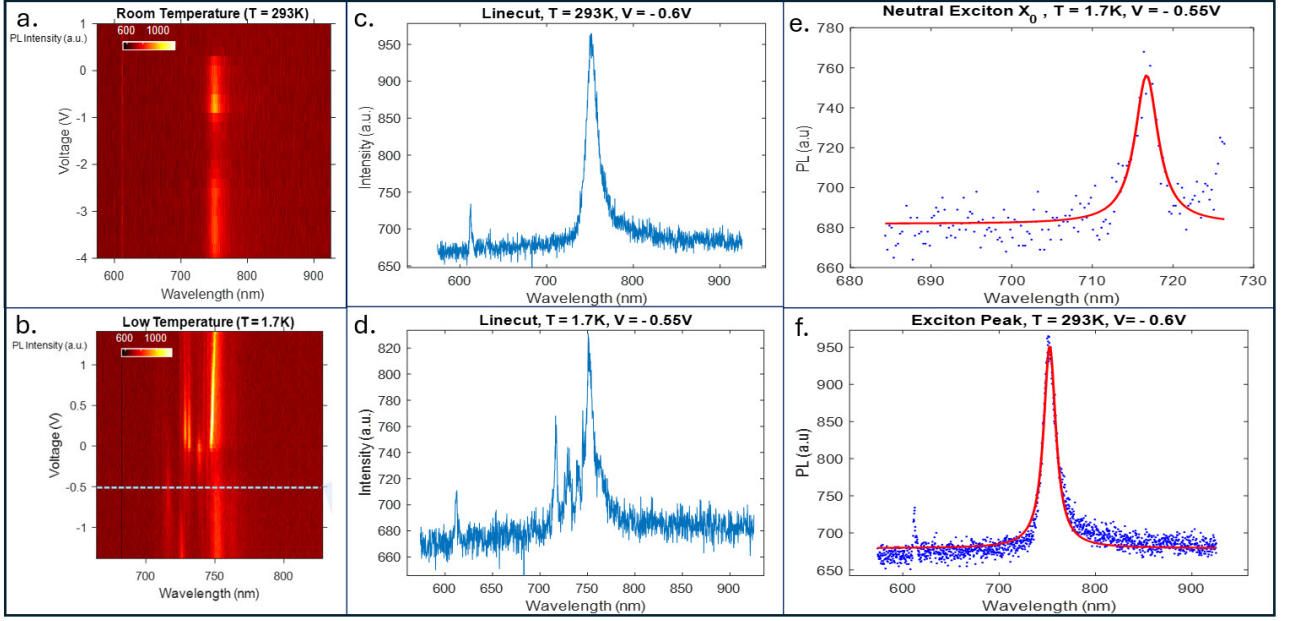 a.
Room Temperature (T = 293K)
PL Intensity (a.u.)
600 1000
1
0
-1
-2
-3
-4
Voltage (V)
600 700 800 900
Wavelength (nm)
b.
Low Temperature (T = 1.7K)
PL Intensity (a.u.)
600 1000
1
0.5
0
-0.5
-1
Voltage (V)
700 750 800
Wavelength (nm)
c.
Linecut, T = 293K, V = - 0.6V
950
900
850
800
750
700
650
Intensity (a.u.)
600 700 800 900
Wavelength (nm)
d.
Linecut, T = 1.7K, V = - 0.55V
820
800
780
760
740
720
700
680
660
Intensity (a.u.)
600 650 700 750 800 850 900
Wavelength (nm)
e.
Neutral Exciton X0 , T = 1.7K, V = - 0.55V
780
760
740
720
700
680
660
PL (a.u)
680 690 700 710 720 730
Wavelength (nm)
f.
Exciton Peak, T = 293K, V= - 0.6V
950
900
850
800
750
700
650
PL (a.u)
600 700 800 900
Wavelength (nm)